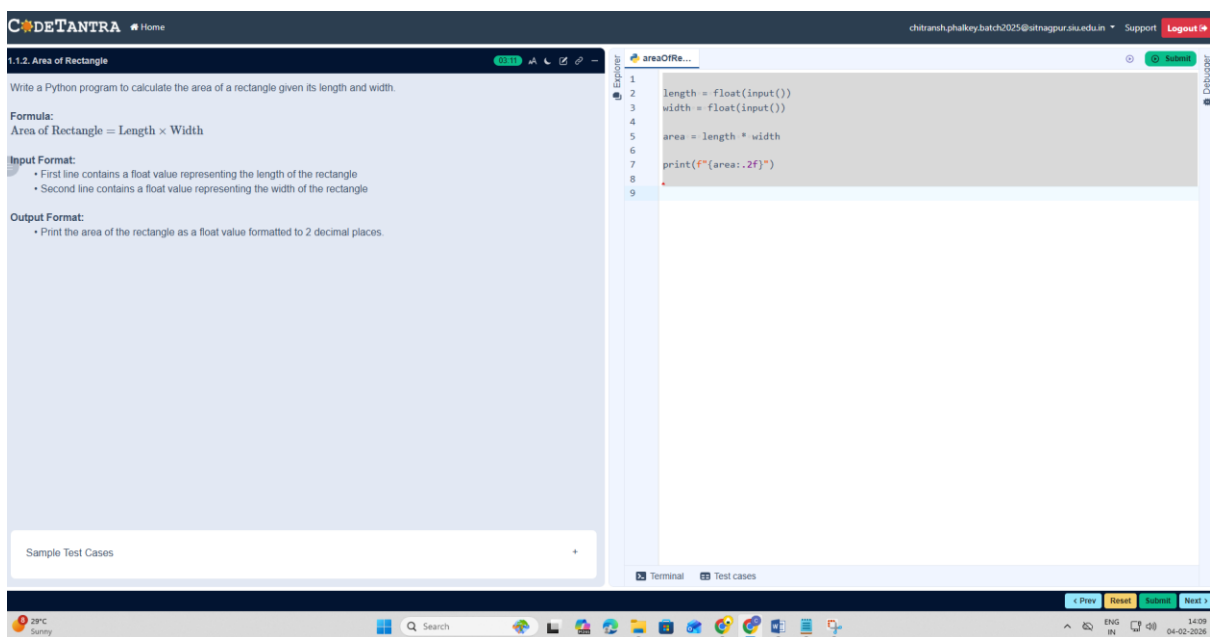 CODETANTRA Home
chitransh.phalkey.batch2025@sitnagpur.siu.edu.in Support Logout
1.1.2. Area of Rectangle 03:11 AA
Write a Python program to calculate the area of a rectangle given its length and width.
Formula:
Area of Rectangle = Length × Width
Input Format:
• First line contains a float value representing the length of the rectangle
• Second line contains a float value representing the width of the rectangle
Output Format:
• Print the area of the rectangle as a float value formatted to 2 decimal places.
Sample Test Cases +
Explorer
areaOfRe...
Submit
Debugger
1
2 length = float(input())
3 width = float(input())
4
5 area = length * width
6
7 print(f"{area:.2f}")
8
9
Terminal Test cases
< Prev Reset Submit Next >
29°C
Sunny
Search
ENG
IN
14:09
04-02-2026